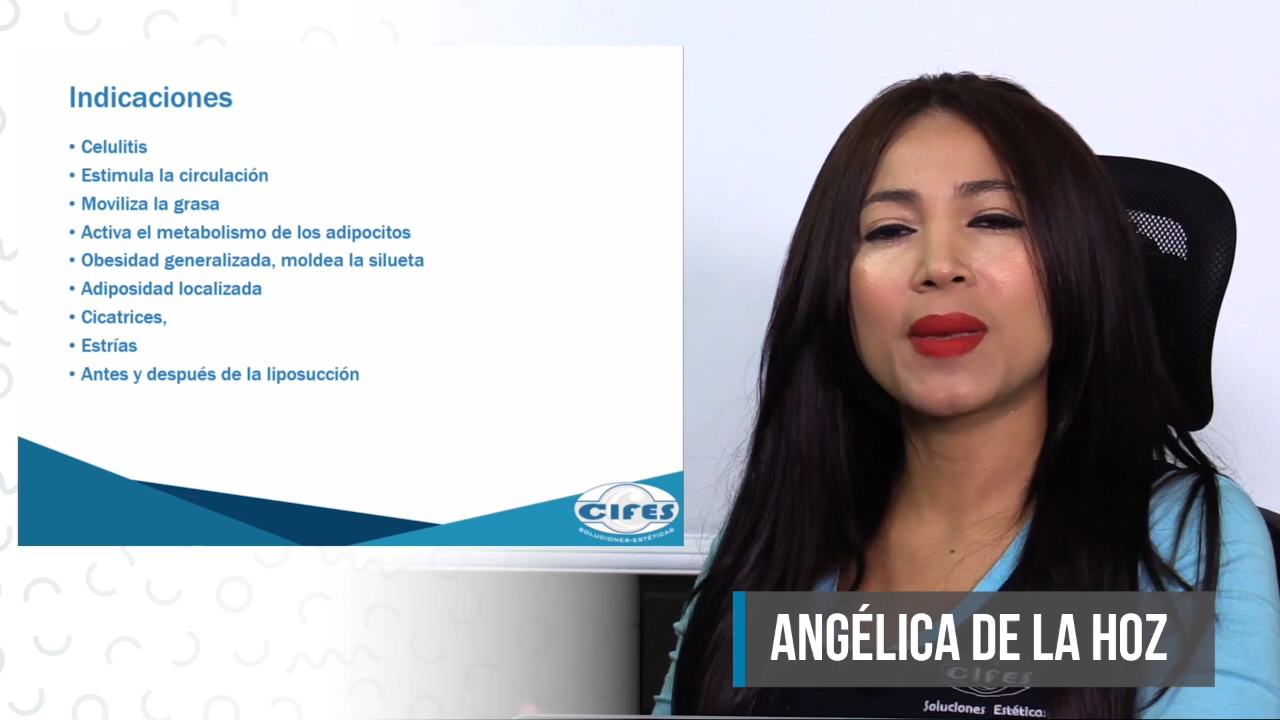 Indicaciones
• Celulitis
• Estimula la circulación
• Moviliza la grasa
• Activa el metabolismo de los adipocitos
• Obesidad generalizada, moldea la silueta
• Adiposidad localizada
• Cicatrices,
• Estrías
• Antes y después de la liposucción
CIFES
SOLUCIONES-ESTÉTICAS
ANGÉLICA DE LA HOZ
CIFES
Soluciones Estéticas